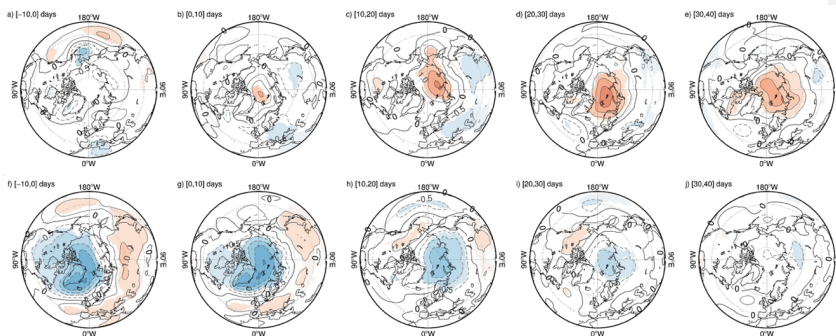 a) [−10,0] days
b) [0,10] days
c) [10,20] days
d) [20,30] days
e) [30,40] days
180°W
180°W
180°W
180°W
180°W
90°W
90°E
90°W
90°E
90°W
90°E
90°W
90°E
90°W
90°E
0°W
0°W
0°W
0°W
0°W
f) [−10,0] days
g) [0,10] days
h) [10,20] days
i) [20,30] days
j) [30,40] days
180°W
180°W
180°W
180°W
180°W
−0.5
90°W
90°E
90°W
90°E
90°W
90°E
90°W
90°E
90°W
90°E
0°W
0°W
0°W
0°W
0°W